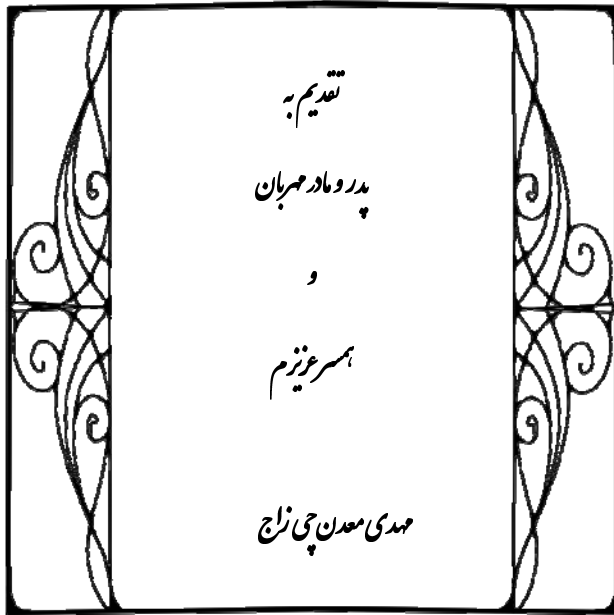 تقدیم به
پدر و مادر مهربان
و
همسر عزیزم
مهدی معدن چی زاج